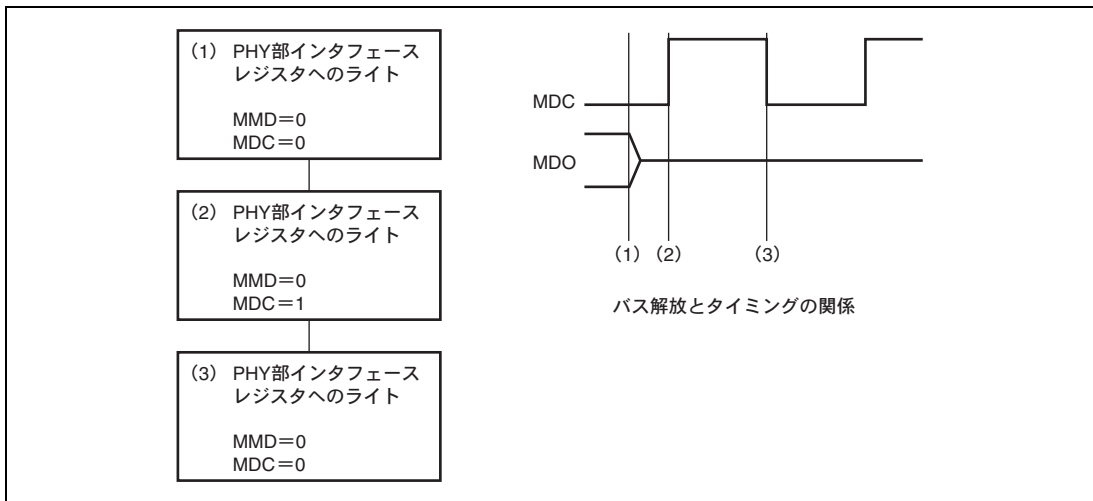 (1) PHY部インタフェース
レジスタへのライト
MMD=0
MDC=0
(2) PHY部インタフェース
レジスタへのライト
MMD=0
MDC=1
(3) PHY部インタフェース
レジスタへのライト
MMD=0
MDC=0
MDC
MDO
(1) (2) (3)
バス解放とタイミングの関係